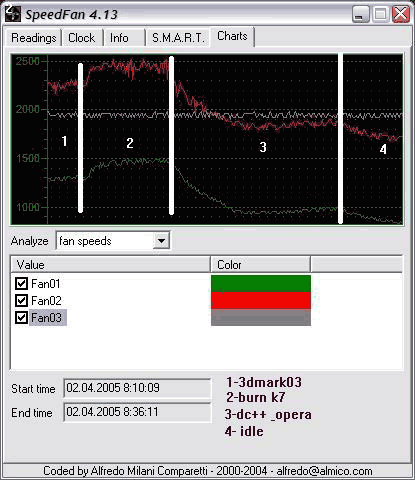 2
SpeedFan 4.13
Readings Clock Info S.M.A.R.T. Charts
2500
2000
1500
1000
1 2 3 4
Analyze fan speeds
Value Color
Fan01
Fan02
Fan03
Start time 02.04.2005 8:10:09
End time 02.04.2005 8:36:11
1-3dmark03
2-burn k7
3-dc++ _opera
4- idle
Coded by Alfredo Milani Comparetti - 2000-2004 - alfredo@almico.com